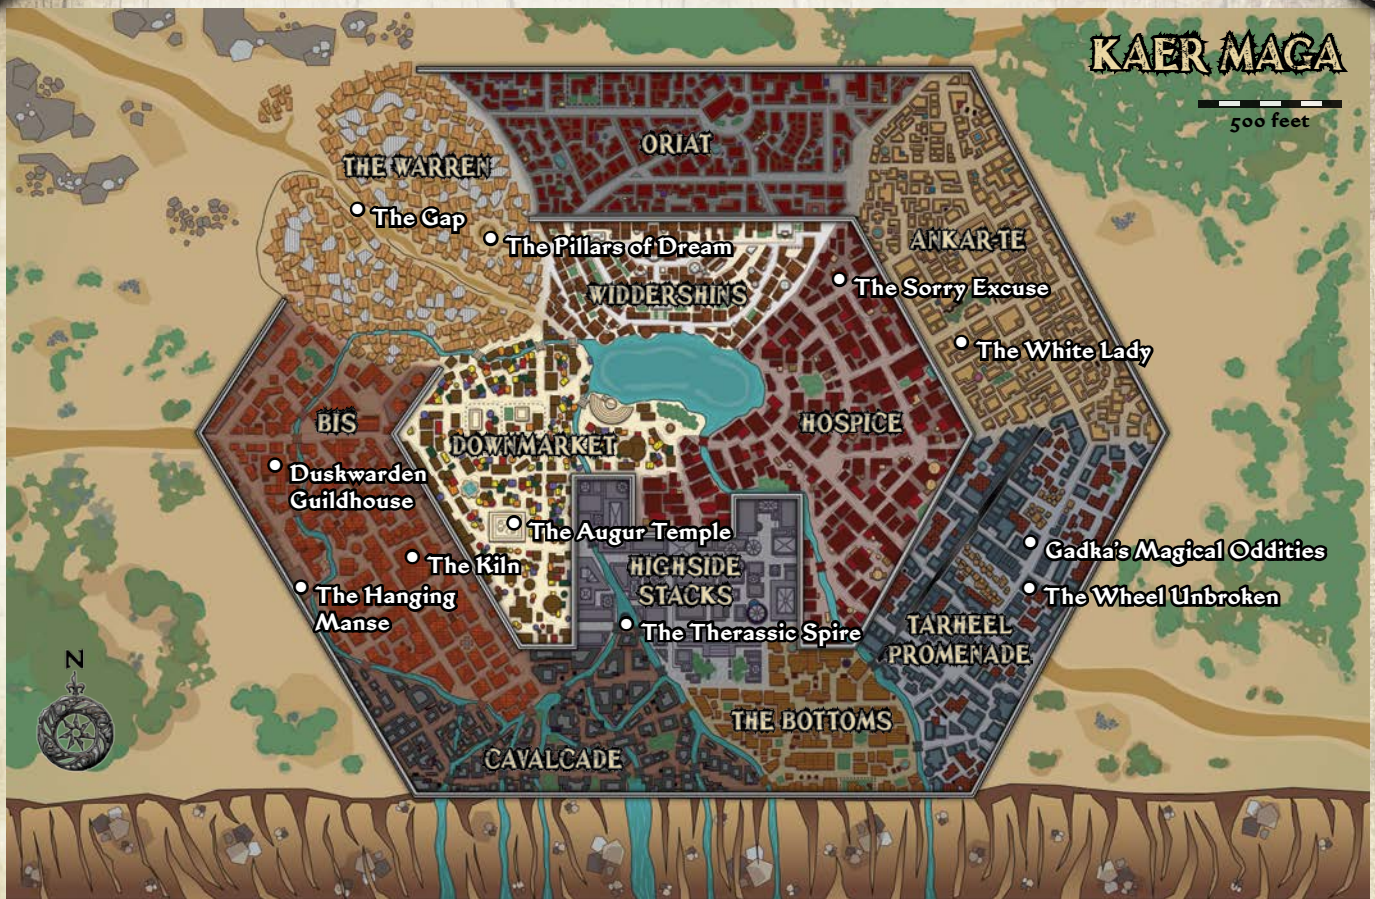 KAER MAGA
500 feet
ORIAT
THE WARREN
The Gap
The Pillars of Dream
ANKAR-TE
WIDDERSHINS
The Sorry Excuse
The White Lady
BIS
DOWNMARKET
HOSPICE
Duskwarden
Guildhouse
The Augur Temple
The Kiln
HIGHSIDE
STACKS
Gadka's Magical Oddities
The Hanging
Manse
The Wheel Unbroken
The Therassic Spire
TARHEEL
PROMENADE
N
THE BOTTOMS
CAVALCADE